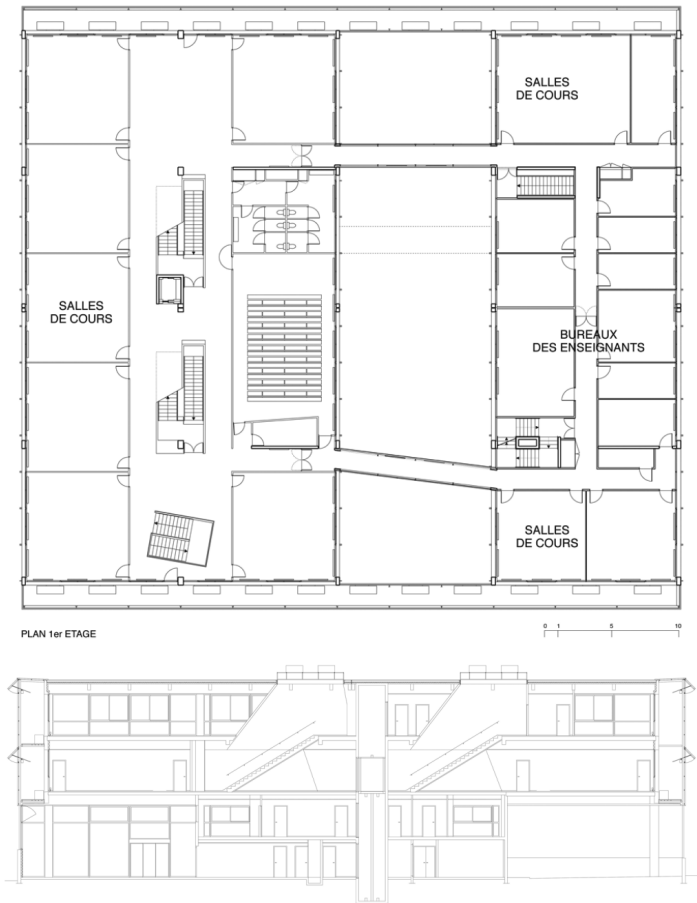 SALLES
DE COURS
SALLES
DE COURS
BUREAUX
DES ENSEIGNANTS
SALLES
DE COURS
PLAN 1er ETAGE
0 1 5 10